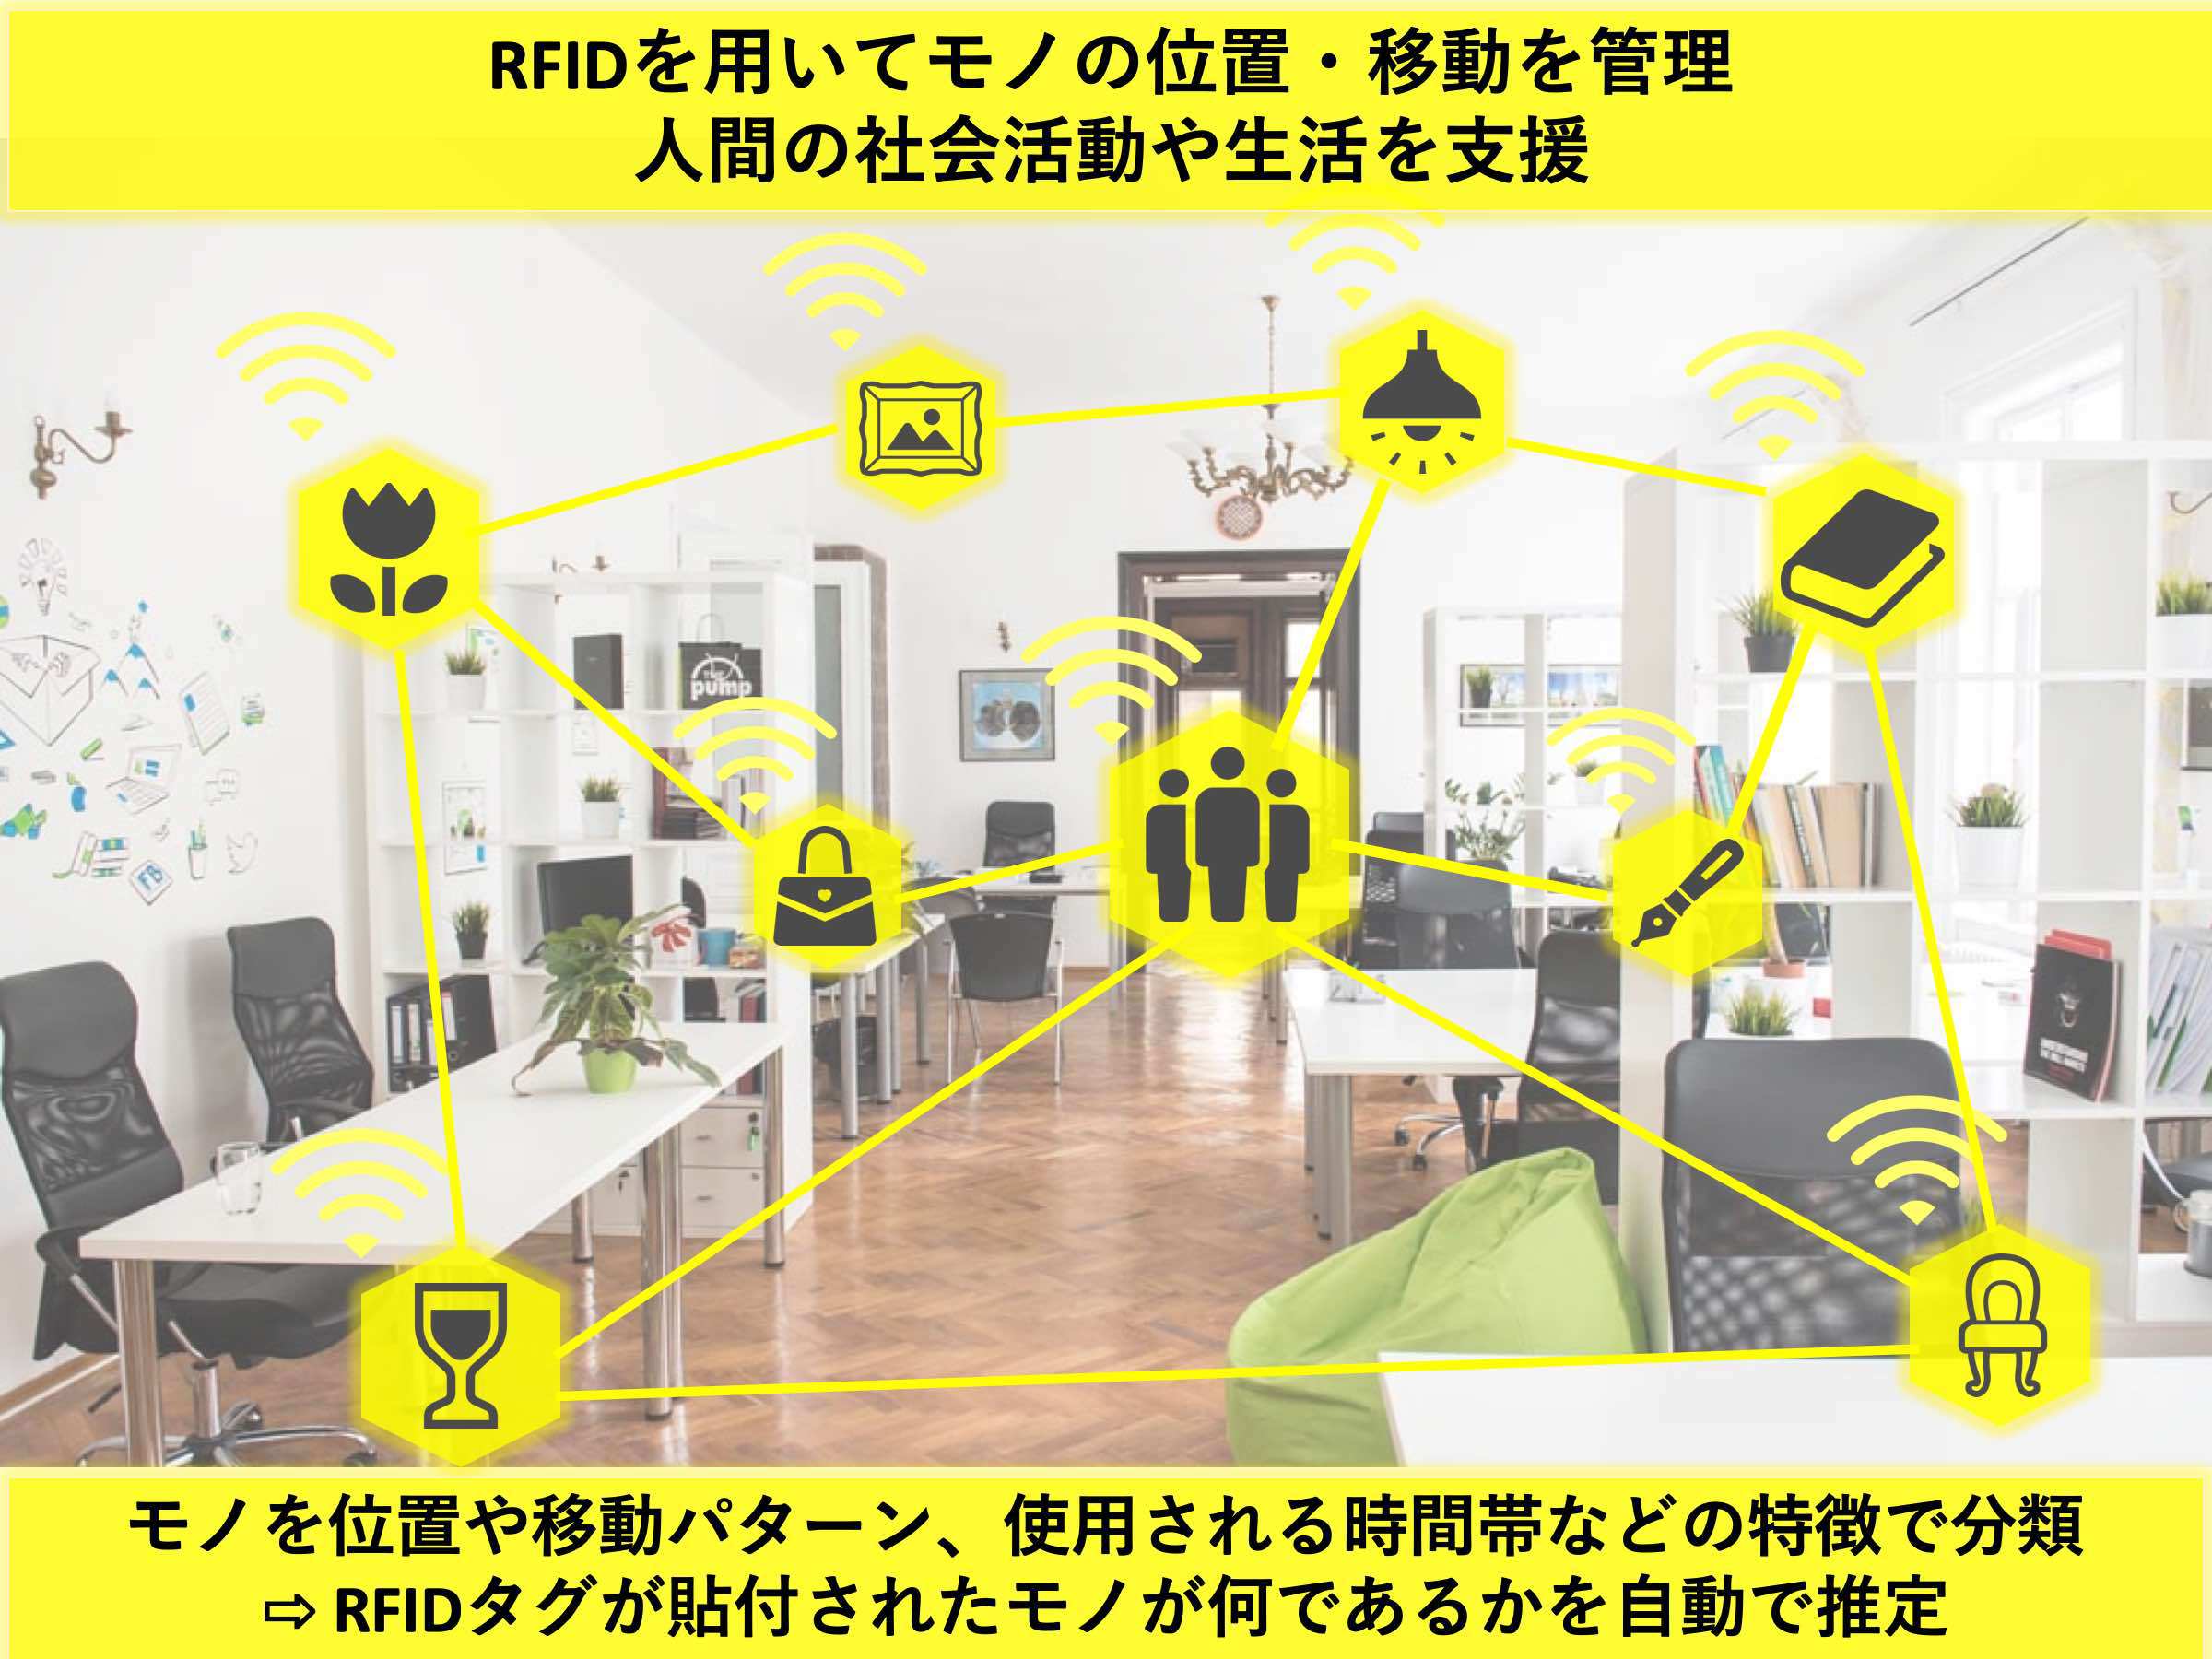 RFIDを用いてモノの位置・移動を管理
人間の社会活動や生活を支援
the
pump
FB
モノを位置や移動パターン、使用される時間帯などの特徴で分類
⇨ RFIDタグが貼付されたモノが何であるかを自動で推定